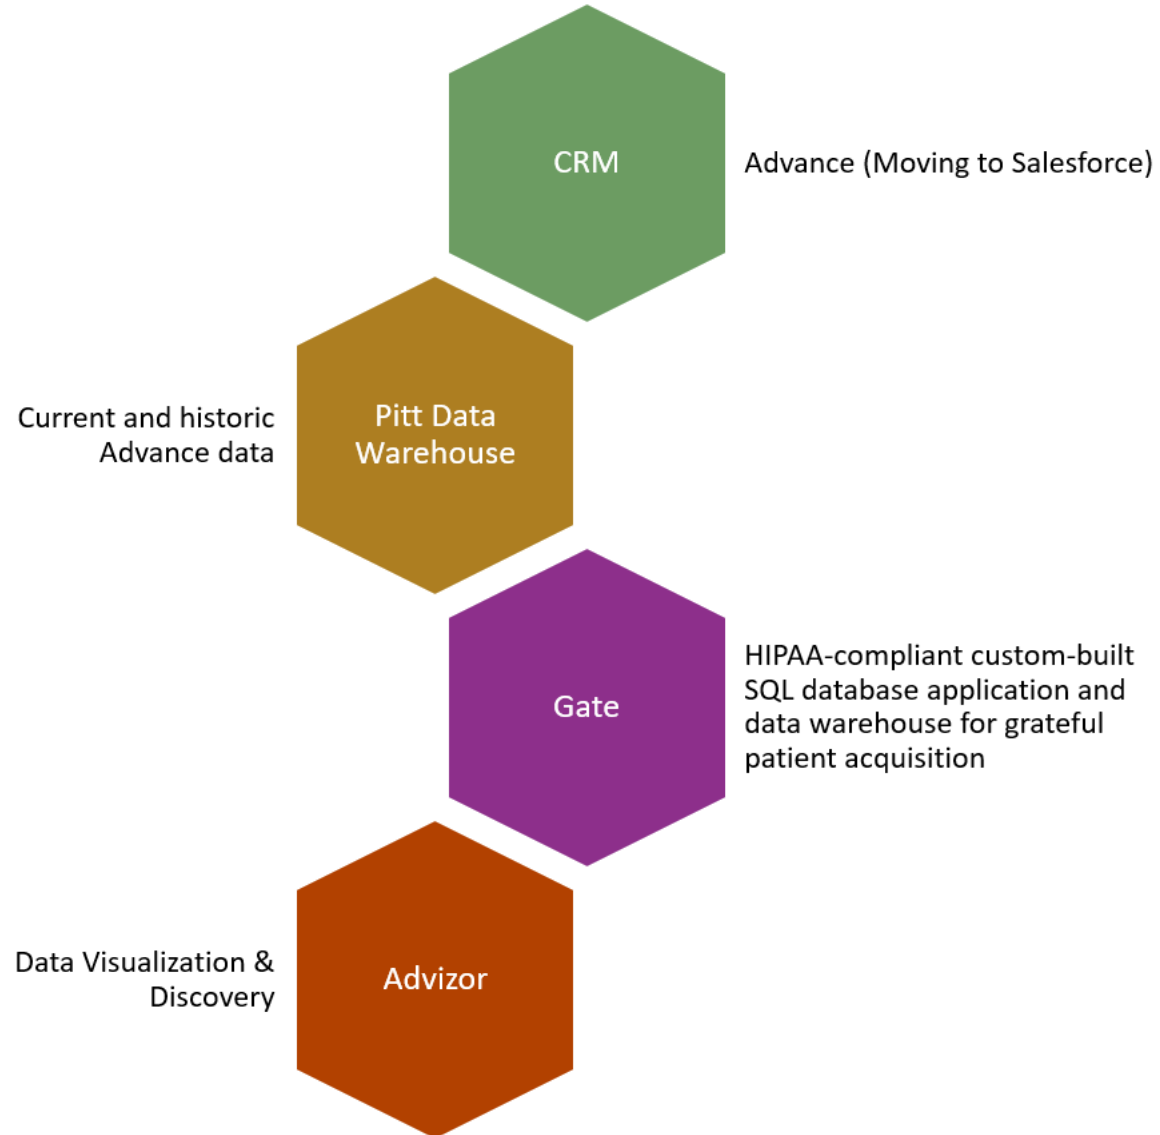 CRM
Advance (Moving to Salesforce)
Current and historic
Advance data
Pitt Data
Warehouse
Gate
HIPAA-compliant custom-built
SQL database application and
data warehouse for grateful
patient acquisition
Data Visualization &
Discovery
Advizor